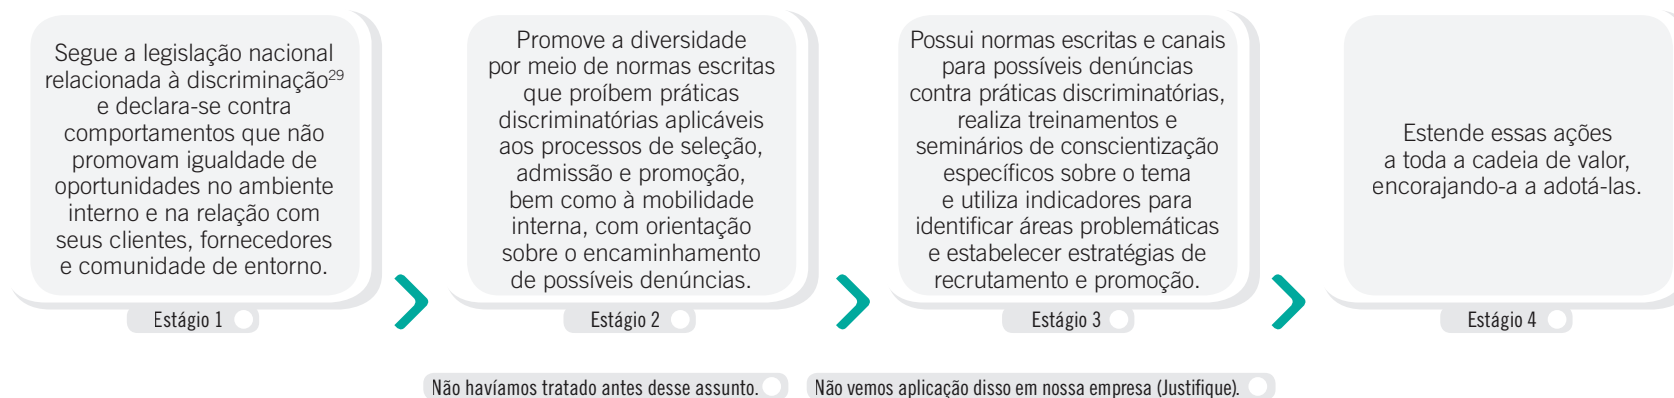 Segue a legislação nacional
relacionada à discriminação29
e declara-se contra
comportamentos que não
promovam igualdade de
oportunidades no ambiente
interno e na relação com
seus clientes, fornecedores
e comunidade de entorno.
Estágio 1
Promove a diversidade
por meio de normas escritas
que proíbem práticas
discriminatórias aplicáveis
aos processos de seleção,
admissão e promoção,
bem como à mobilidade
interna, com orientação
sobre o encaminhamento
de possíveis denúncias.
Estágio 2
Possui normas escritas e canais
para possíveis denúncias
contra práticas discriminatórias,
realiza treinamentos e
seminários de conscientização
específicos sobre o tema
e utiliza indicadores para
identificar áreas problemáticas
e estabelecer estratégias de
recrutamento e promoção.
Estágio 3
Estende essas ações
a toda a cadeia de valor,
encorajando-a a adotá-las.
Estágio 4
Não havíamos tratado antes desse assunto.
Não vemos aplicação disso em nossa empresa (Justifique).